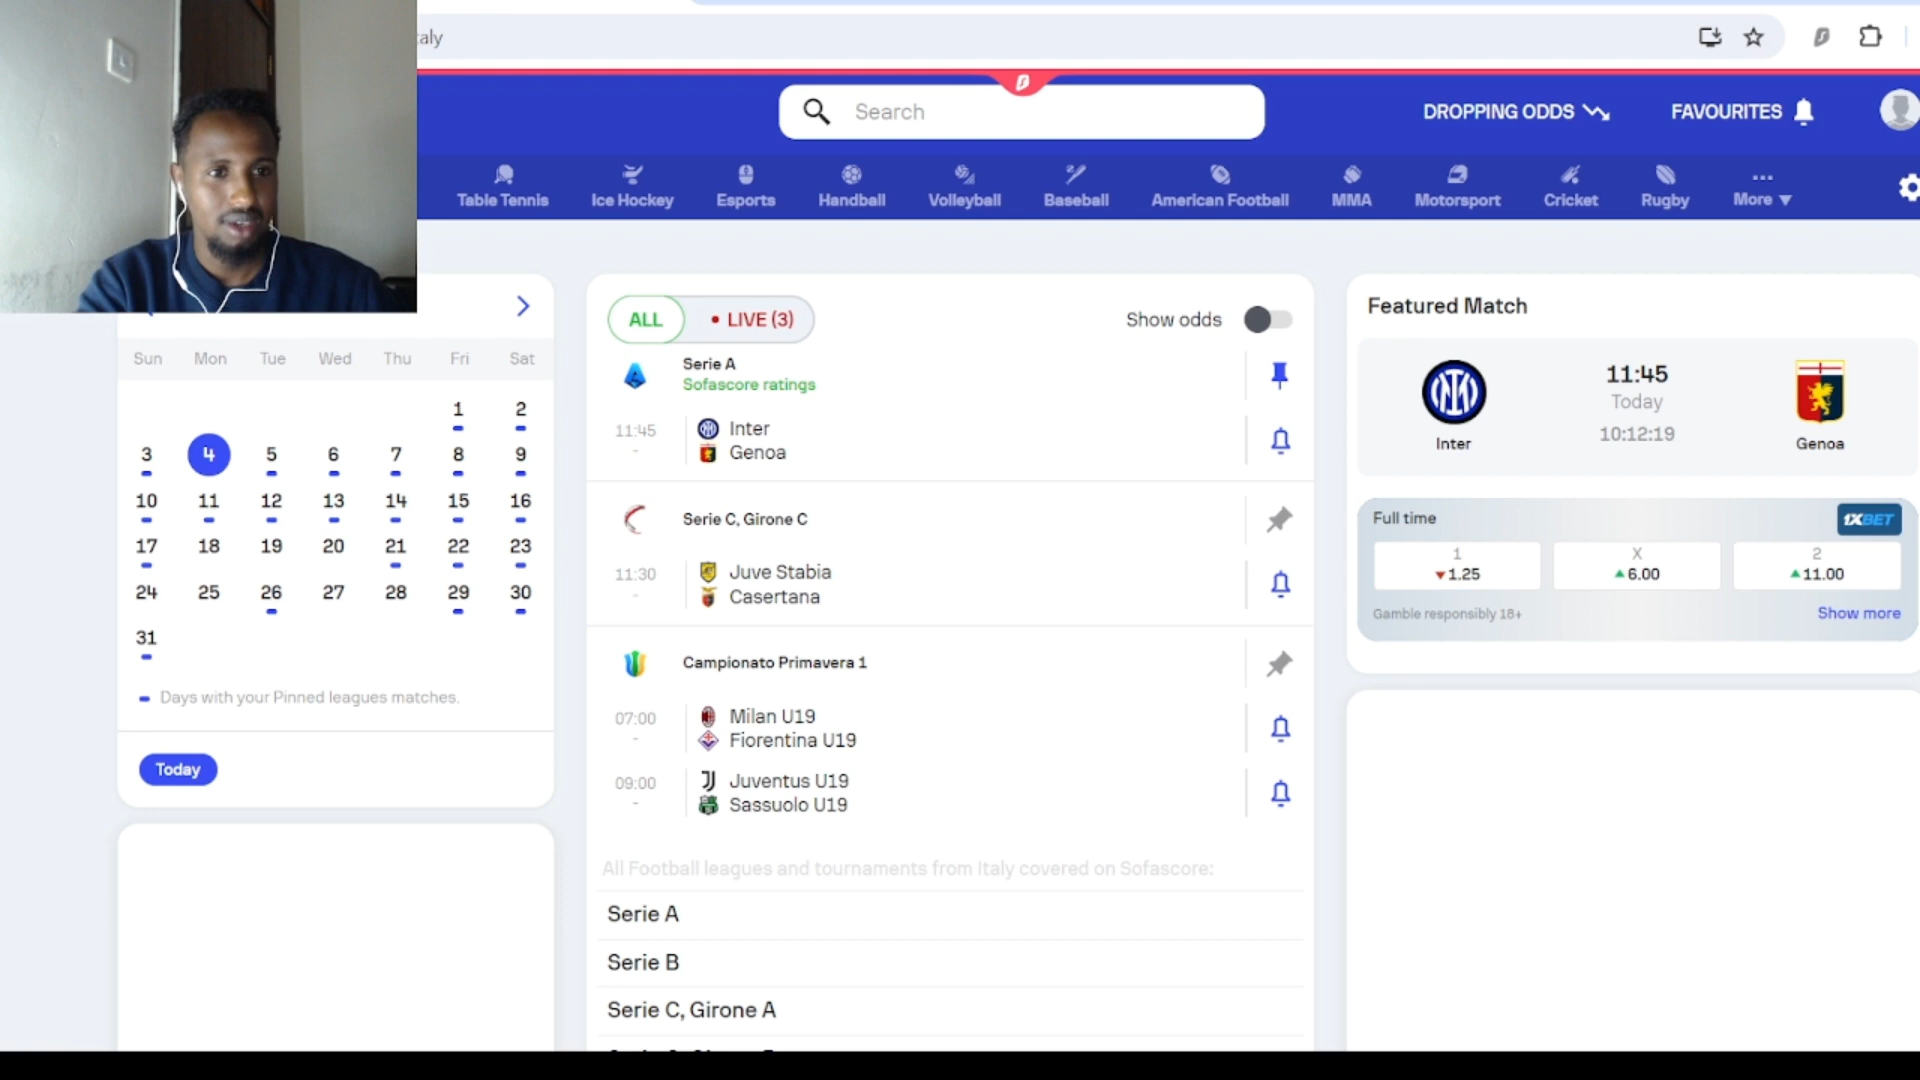 aly
Search
DROPPING ODDS
FAVOURITES
Table Tennis
Ice Hockey
Esports
Handball
Volleyball
Baseball
American Football
MMA
Motorsport
Cricket
Rugby
More
Sun Mon Tue Wed Thu Fri Sat
1 2
3 4 5 6 7 8 9
10 11 12 13 14 15 16
17 18 19 20 21 22 23
24 25 26 27 28 29 30
31
Days with your Pinned leagues matches.
Today
ALL
LIVE (3)
Show odds
Serie A
Sofascore ratings
11:45
-
Inter
Genoa
Serie C, Girone C
11:30
-
Juve Stabia
Casertana
Campionato Primavera 1
07:00
-
Milan U19
Fiorentina U19
09:00
-
Juventus U19
Sassuolo U19
All Football leagues and tournaments from Italy covered on Sofascore:
Serie A
Serie B
Serie C, Girone A
Featured Match
11:45
Today
10:12:19
Inter
Genoa
Full time
1XBET
1
1.25
X
6.00
2
11.00
Gamble responsibly 18+
Show more